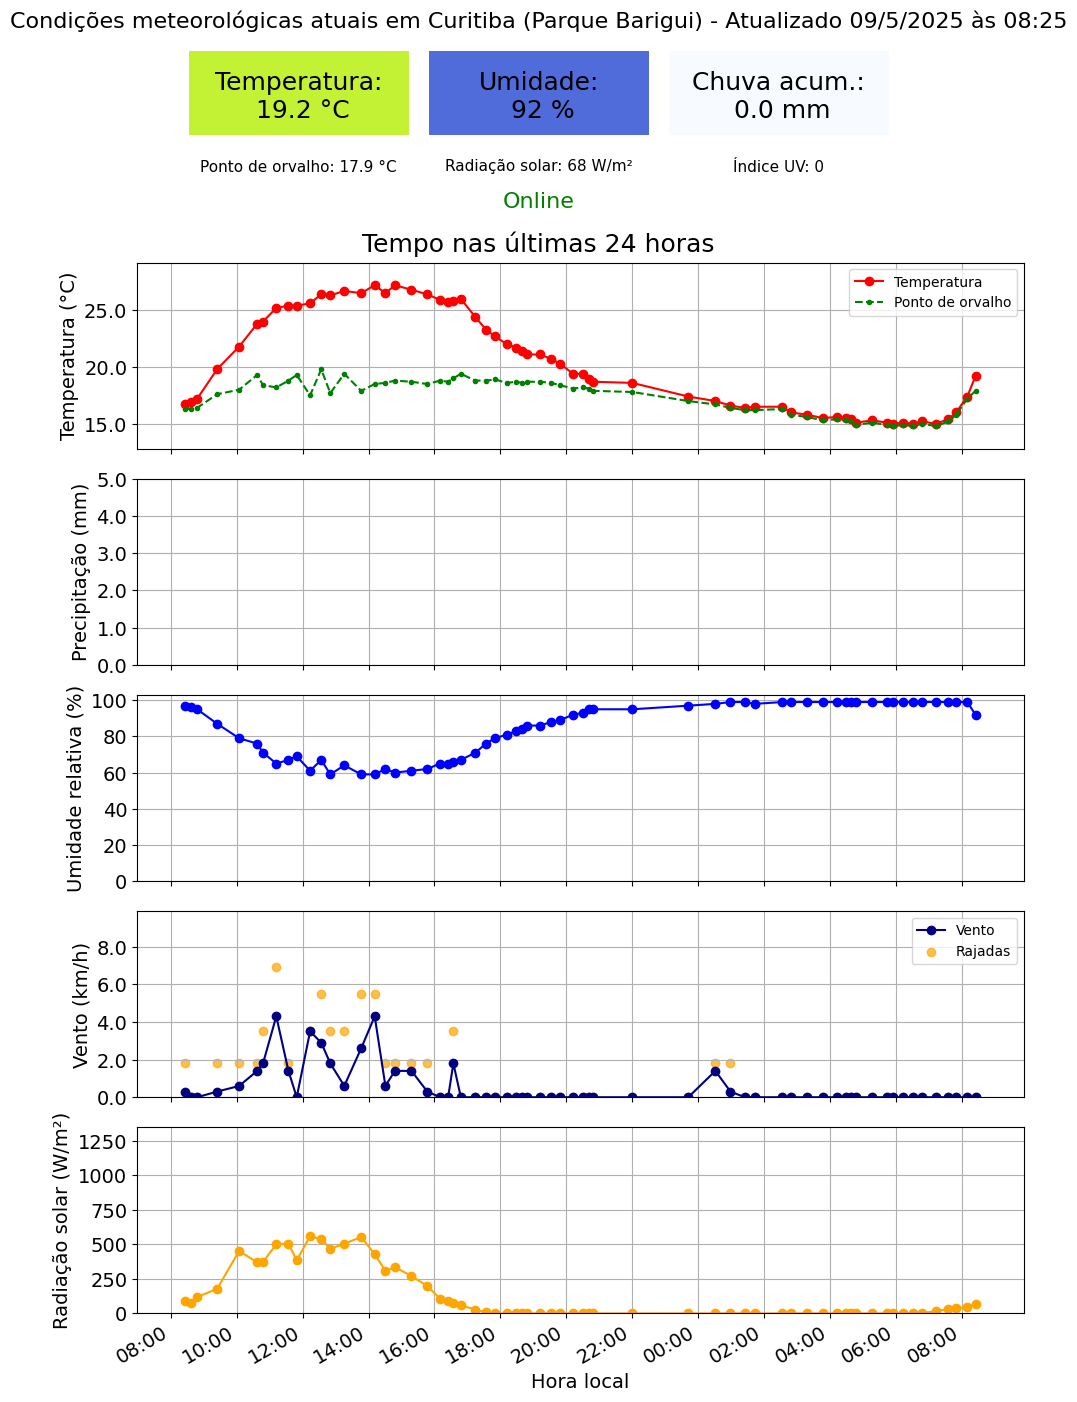 Condições meteorológicas atuais em Curitiba (Parque Barigui) - Atualizado 09/5/2025 às 08:25
Temperatura:
19.2 °C
Umidade:
92 %
Chuva acum.:
0.0 mm
Ponto de orvalho: 17.9 °C
Radiação solar: 68 W/m²
Índice UV: 0
Online
Tempo nas últimas 24 horas
Temperatura (°C)
25.0
20.0
15.0
Temperatura
Ponto de orvalho
Precipitação (mm)
5.0
4.0
3.0
2.0
1.0
0.0
Umidade relativa (%)
100
80
60
40
20
0
Vento (km/h)
8.0
6.0
4.0
2.0
0.0
Vento
Rajadas
Radiação solar (W/m²)
1250
1000
750
500
250
0
08:00 10:00 12:00 14:00 16:00 18:00 20:00 22:00 00:00 02:00 04:00 06:00 08:00
Hora local